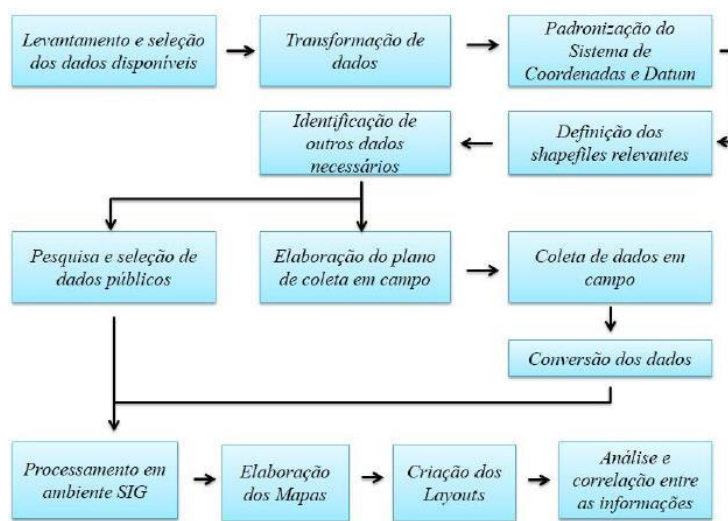 Levantamento e seleção
dos dados disponíveis
Transformação de
dados
Padronização do
Sistema de
Coordenadas e Datum
Definição dos
shapefiles relevantes
Identificação de
outros dados
necessários
Pesquisa e seleção de
dados públicos
Elaboração do plano
de coleta em campo
Coleta de dados em
campo
Conversão dos dados
Processamento em
ambiente SIG
Elaboração
dos Mapas
Criação dos
Layouts
Análise e
correlação entre
as informações